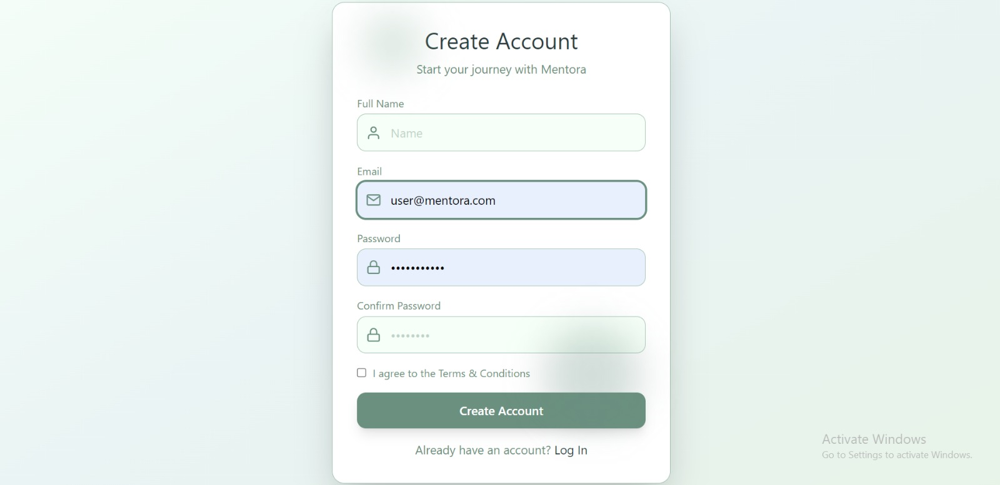 Create Account
Start your journey with Mentora
Full Name
Name
Email
user@mentora.com
Password
•••••••••••
Confirm Password
••••••••
I agree to the Terms & Conditions
Create Account
Already have an account? Log In
Activate Windows
Go to Settings to activate Windows.